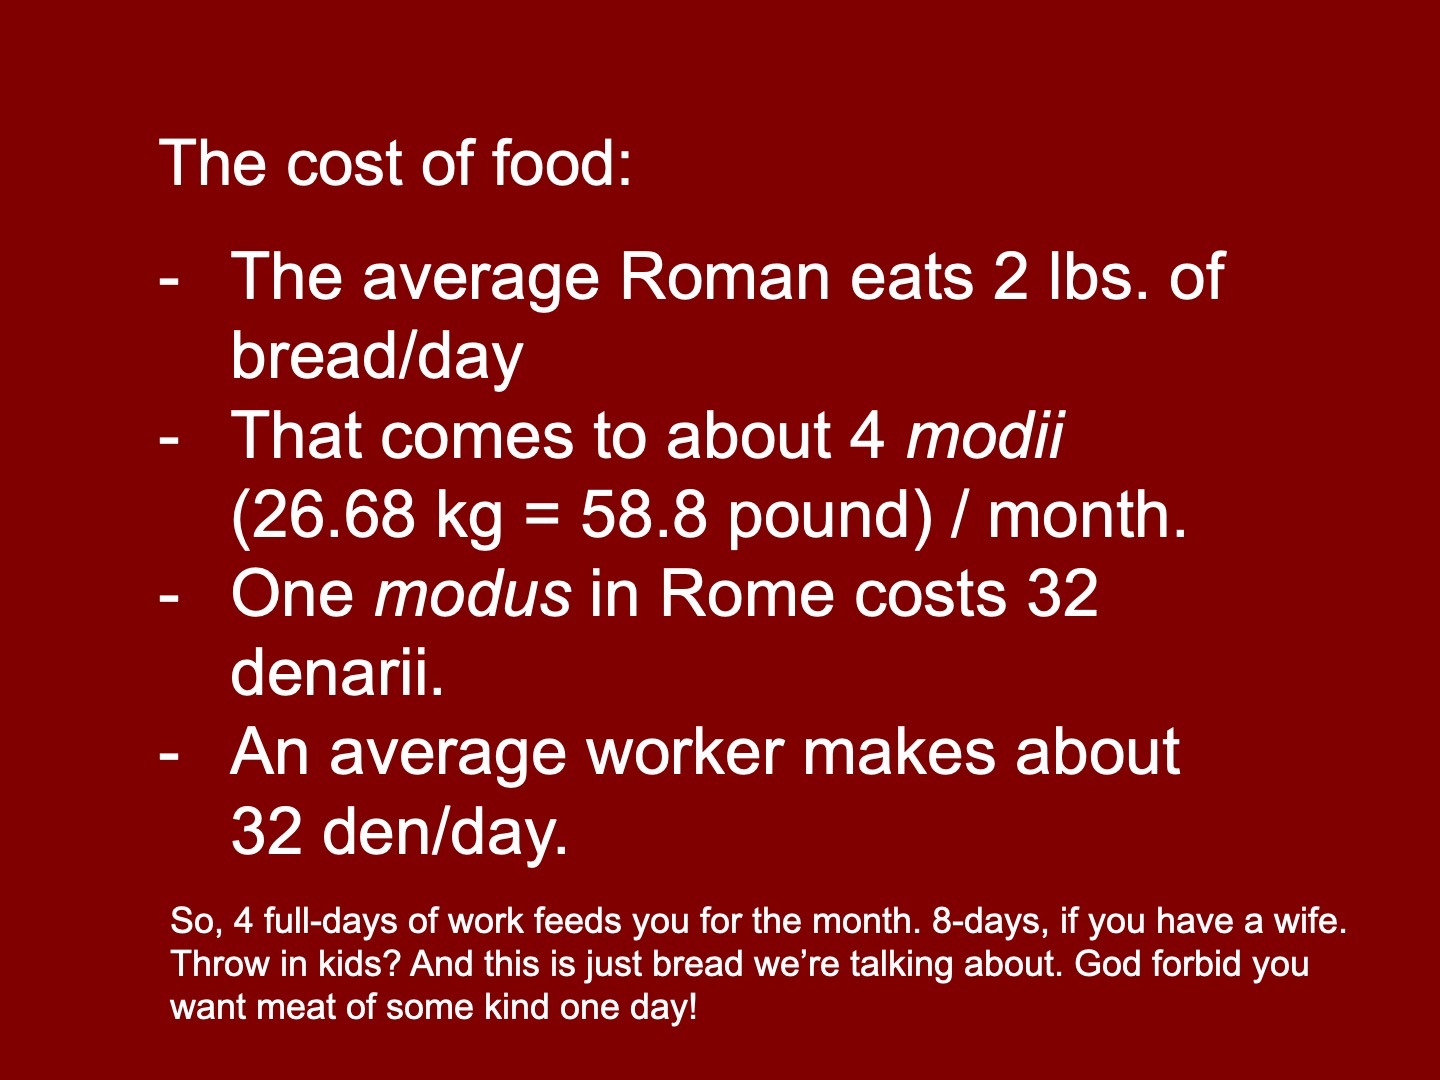 The cost of food:
- The average Roman eats 2 lbs. of
bread/day
- That comes to about 4 modii
(26.68 kg = 58.8 pound) / month.
- One modus in Rome costs 32
denarii.
- An average worker makes about
32 den/day.
So, 4 full-days of work feeds you for the month. 8-days, if you have a wife.
Throw in kids? And this is just bread we’re talking about. God forbid you
want meat of some kind one day!